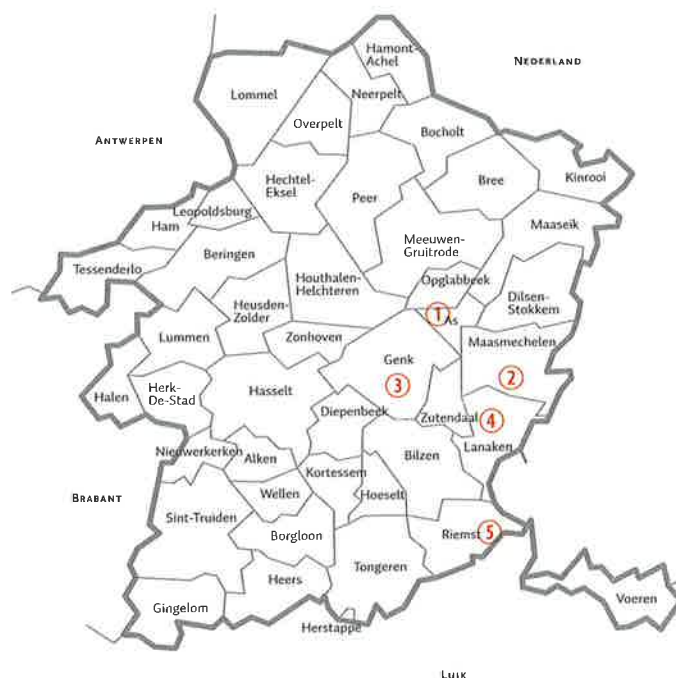 Hamont-
Achel
NEDERLAND
Lommel
Neerpelt
Overpelt
Bocholt
ANTWERPEN
Hechtel-
Eksel
Peer
Bree
Kinrooi
Leopoldsburg
Ham
Maaseik
Beringen
Meeuwen-
Gruitrode
Tessenderlo
Houthalen-
Helchteren
Opglabbeek
Dilsen-
Stokkem
Heusden-
Zolder
1
As
Lummen
Zonhoven
Maasmechelen
Genk
2
Halen
Herk-
De-Stad
Hasselt
3
Diepenbeek
Zutendaal
4
Nieuwerkerken
Alken
Bilzen
Lanaken
Kortessem
BRABANT
Wellen
Hoeselt
Sint-Truiden
Borgloon
Riemst
5
Tongeren
Heers
Gingelom
Voeren
Herstappe
LUIK